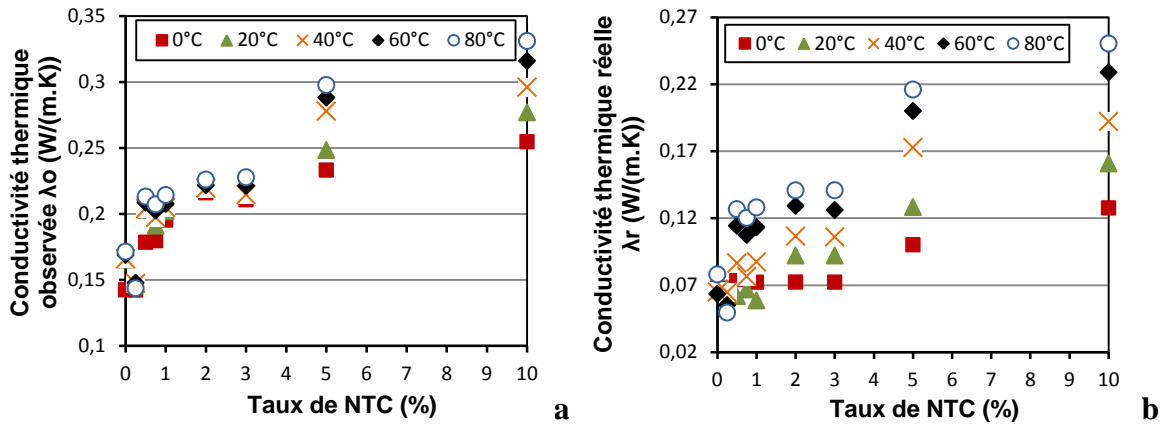 Conductivité thermique
observée λo (W/(m.K))
0,35
0,3
0,25
0,2
0,15
0,1
0°C 20°C 40°C 60°C 80°C
0 1 2 3 4 5 6 7 8 9 10
Taux de NTC (%)
a
Conductivité thermique réelle
λr (W/(m.K))
0,27
0,22
0,17
0,12
0,07
0,02
0°C 20°C 40°C 60°C 80°C
0 1 2 3 4 5 6 7 8 9 10
Taux de NTC (%)
b